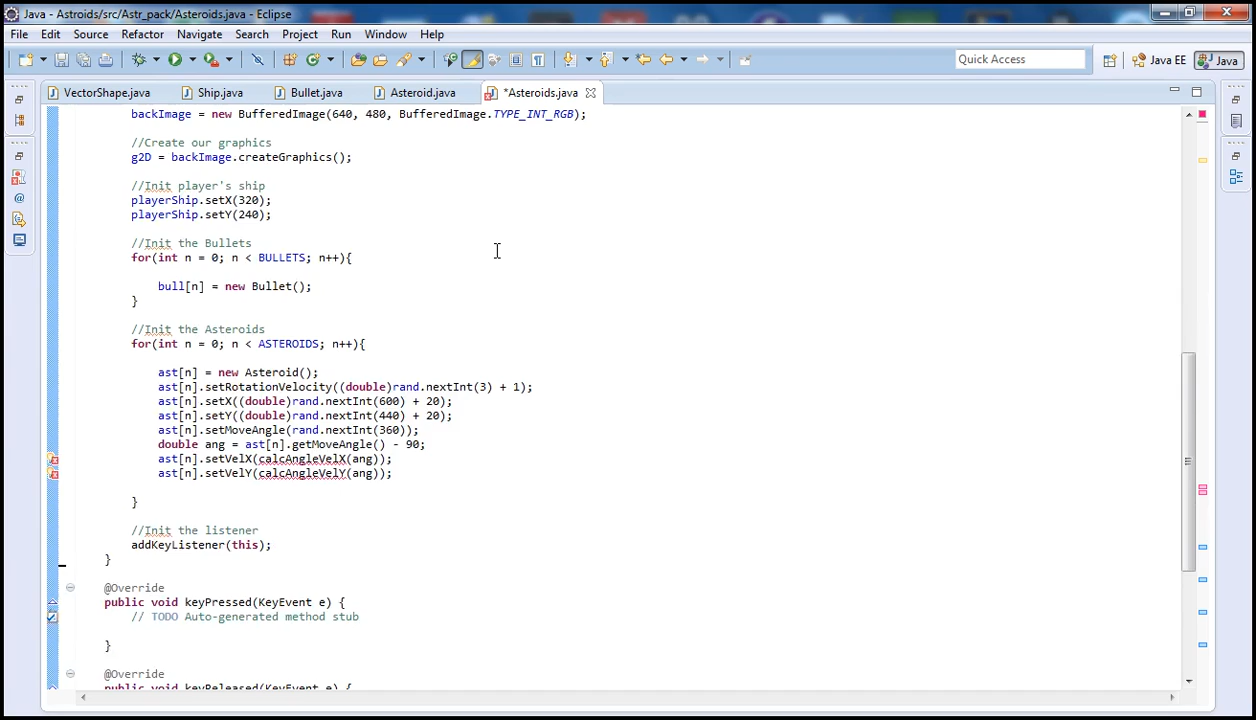 Java - Astroids/src/Astr_pack/Asteroids.java - Eclipse
File Edit Source Refactor Navigate Search Project Run Window Help
Quick Access
Java EE
Java
VectorShape.java
Ship.java
Bullet.java
Asteroid.java
*Asteroids.java
backImage = new BufferedImage(640, 480, BufferedImage.TYPE_INT_RGB);
//Create our graphics
g2D = backImage.createGraphics();
//Init player's ship
playerShip.setX(320);
playerShip.setY(240);
//Init the Bullets
for(int n = 0; n < BULLETS; n++){
bull[n] = new Bullet();
}
//Init the Asteroids
for(int n = 0; n < ASTEROIDS; n++){
ast[n] = new Asteroid();
ast[n].setRotationVelocity((double)rand.nextInt(3) + 1);
ast[n].setX((double)rand.nextInt(600) + 20);
ast[n].setY((double)rand.nextInt(440) + 20);
ast[n].setMoveAngle(rand.nextInt(360));
double ang = ast[n].getMoveAngle() - 90;
ast[n].setVelX(calcAngleVelX(ang));
ast[n].setVelY(calcAngleVelY(ang));
}
//Init the listener
addKeyListener(this);
}
@Override
public void keyPressed(KeyEvent e) {
// TODO Auto-generated method stub
}
@Override
public void keyReleased(KeyEvent e) {